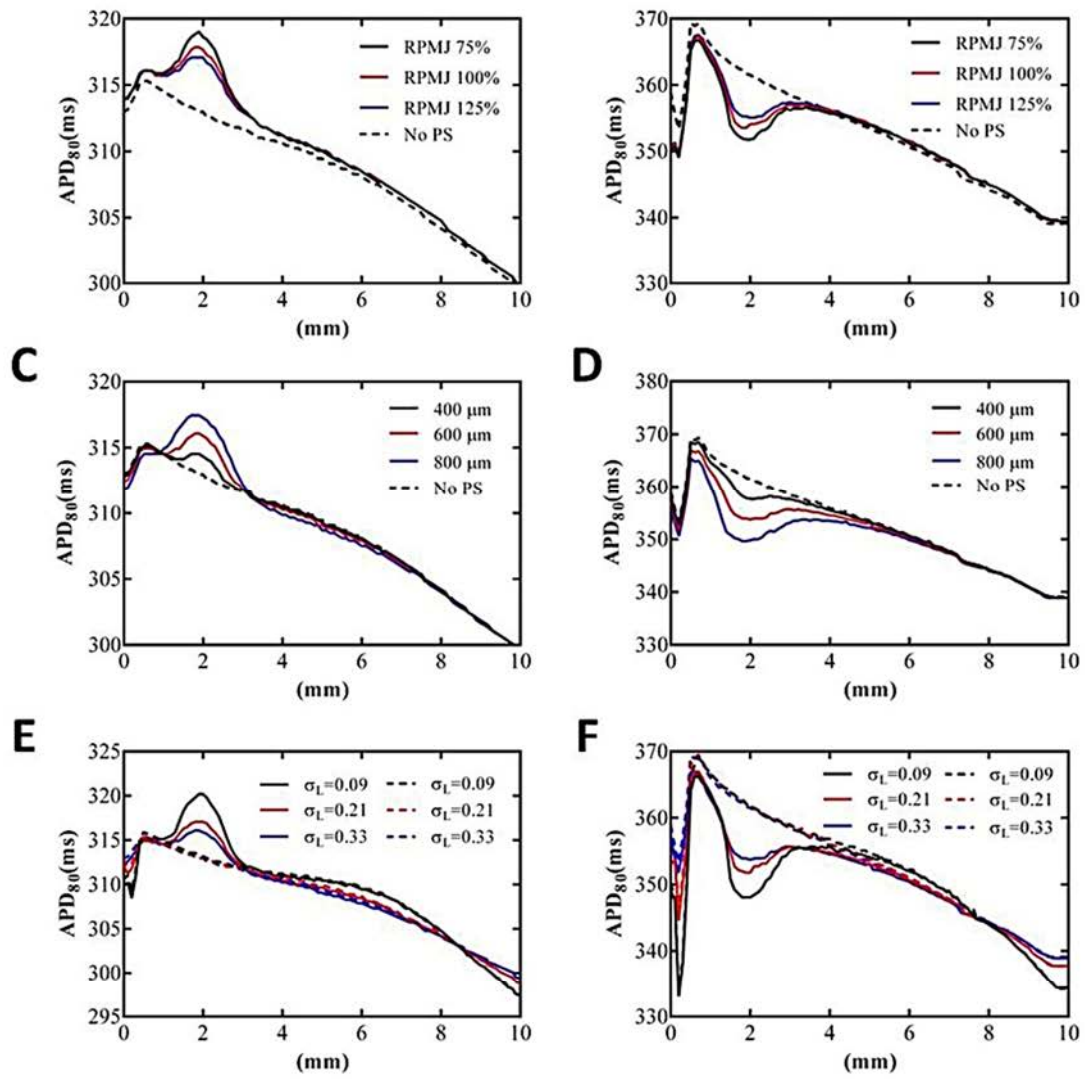 320
315
310
305
300
APD80(ms)
0 2 4 6 8 10
(mm)
RPMJ 75%
RPMJ 100%
RPMJ 125%
No PS
370
360
350
340
330
APD80(ms)
0 2 4 6 8 10
(mm)
RPMJ 75%
RPMJ 100%
RPMJ 125%
No PS
C
320
315
310
305
300
APD80(ms)
0 2 4 6 8 10
(mm)
400 μm
600 μm
800 μm
No PS
D
380
370
360
350
340
330
APD80(ms)
0 2 4 6 8 10
(mm)
400 μm
600 μm
800 μm
No PS
E
325
320
315
310
305
300
295
APD80(ms)
0 2 4 6 8 10
(mm)
σL=0.09 σL=0.09
σL=0.21 σL=0.21
σL=0.33 σL=0.33
F
370
360
350
340
330
APD80(ms)
0 2 4 6 8 10
(mm)
σL=0.09 σL=0.09
σL=0.21 σL=0.21
σL=0.33 σL=0.33